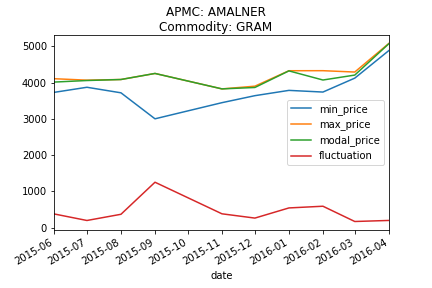 APMC: AMALNER
Commodity: GRAM
5000
4000
3000
2000
1000
0
min_price
max_price
modal_price
fluctuation
2015-06
2015-07
2015-08
2015-09
2015-10
2015-11
2015-12
2016-01
2016-02
2016-03
2016-04
date